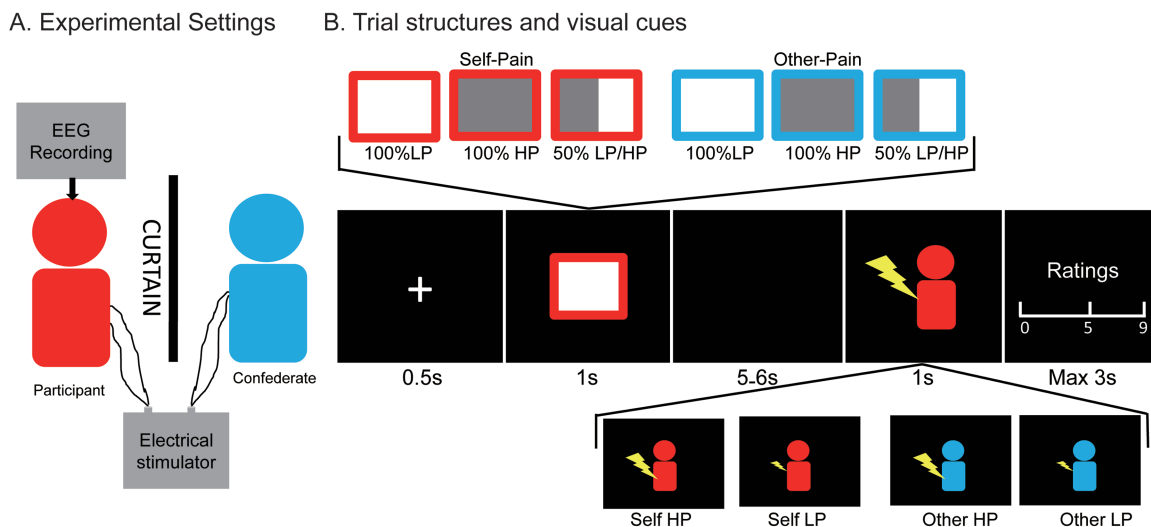 A. Experimental Settings
EEG
Recording
CURTAIN
Participant
Confederate
Electrical
stimulator
B. Trial structures and visual cues
Self-Pain
Other-Pain
100%LP
100% HP
50% LP/HP
100%LP
100% HP
50% LP/HP
Ratings
0
5
9
0.5s
1s
5-6s
1s
Max 3s
Self HP
Self LP
Other HP
Other LP